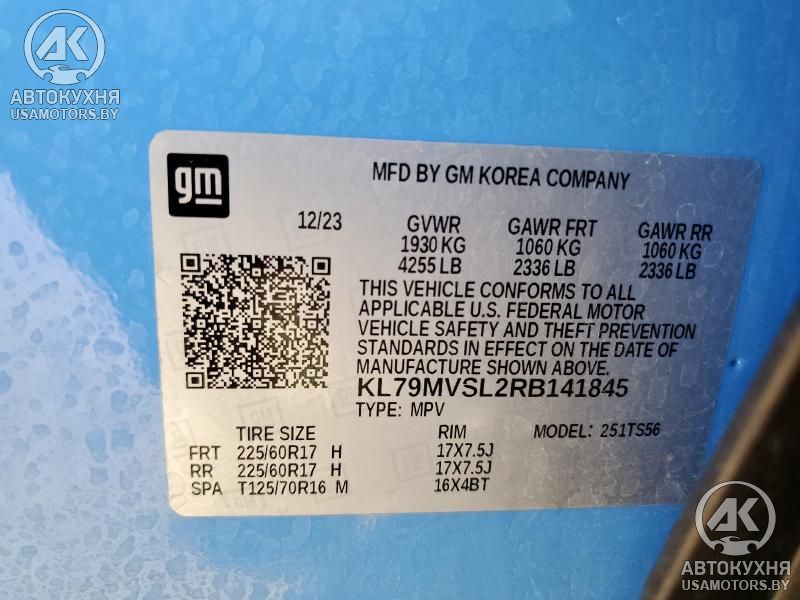 AK
АВТОКУХНЯ
USAMOTORS.BY
gm
MFD BY GM KOREA COMPANY
12/23 GVWR GAWR FRT GAWR RR
1930 KG 1060 KG 1060 KG
4255 LB 2336 LB 2336 LB
THIS VEHICLE CONFORMS TO ALL
APPLICABLE U.S. FEDERAL MOTOR
VEHICLE SAFETY AND THEFT PREVENTION
STANDARDS IN EFFECT ON THE DATE OF
MANUFACTURE SHOWN ABOVE.
KL79MVSL2RB141845
TYPE: MPV MODEL: 251TS56
TIRE SIZE RIM
FRT 225/60R17 H 17X7.5J
RR 225/60R17 H 17X7.5J
SPA T125/70R16 M 16X4BT
AK
АВТОКУХНЯ
USAMOTORS.BY